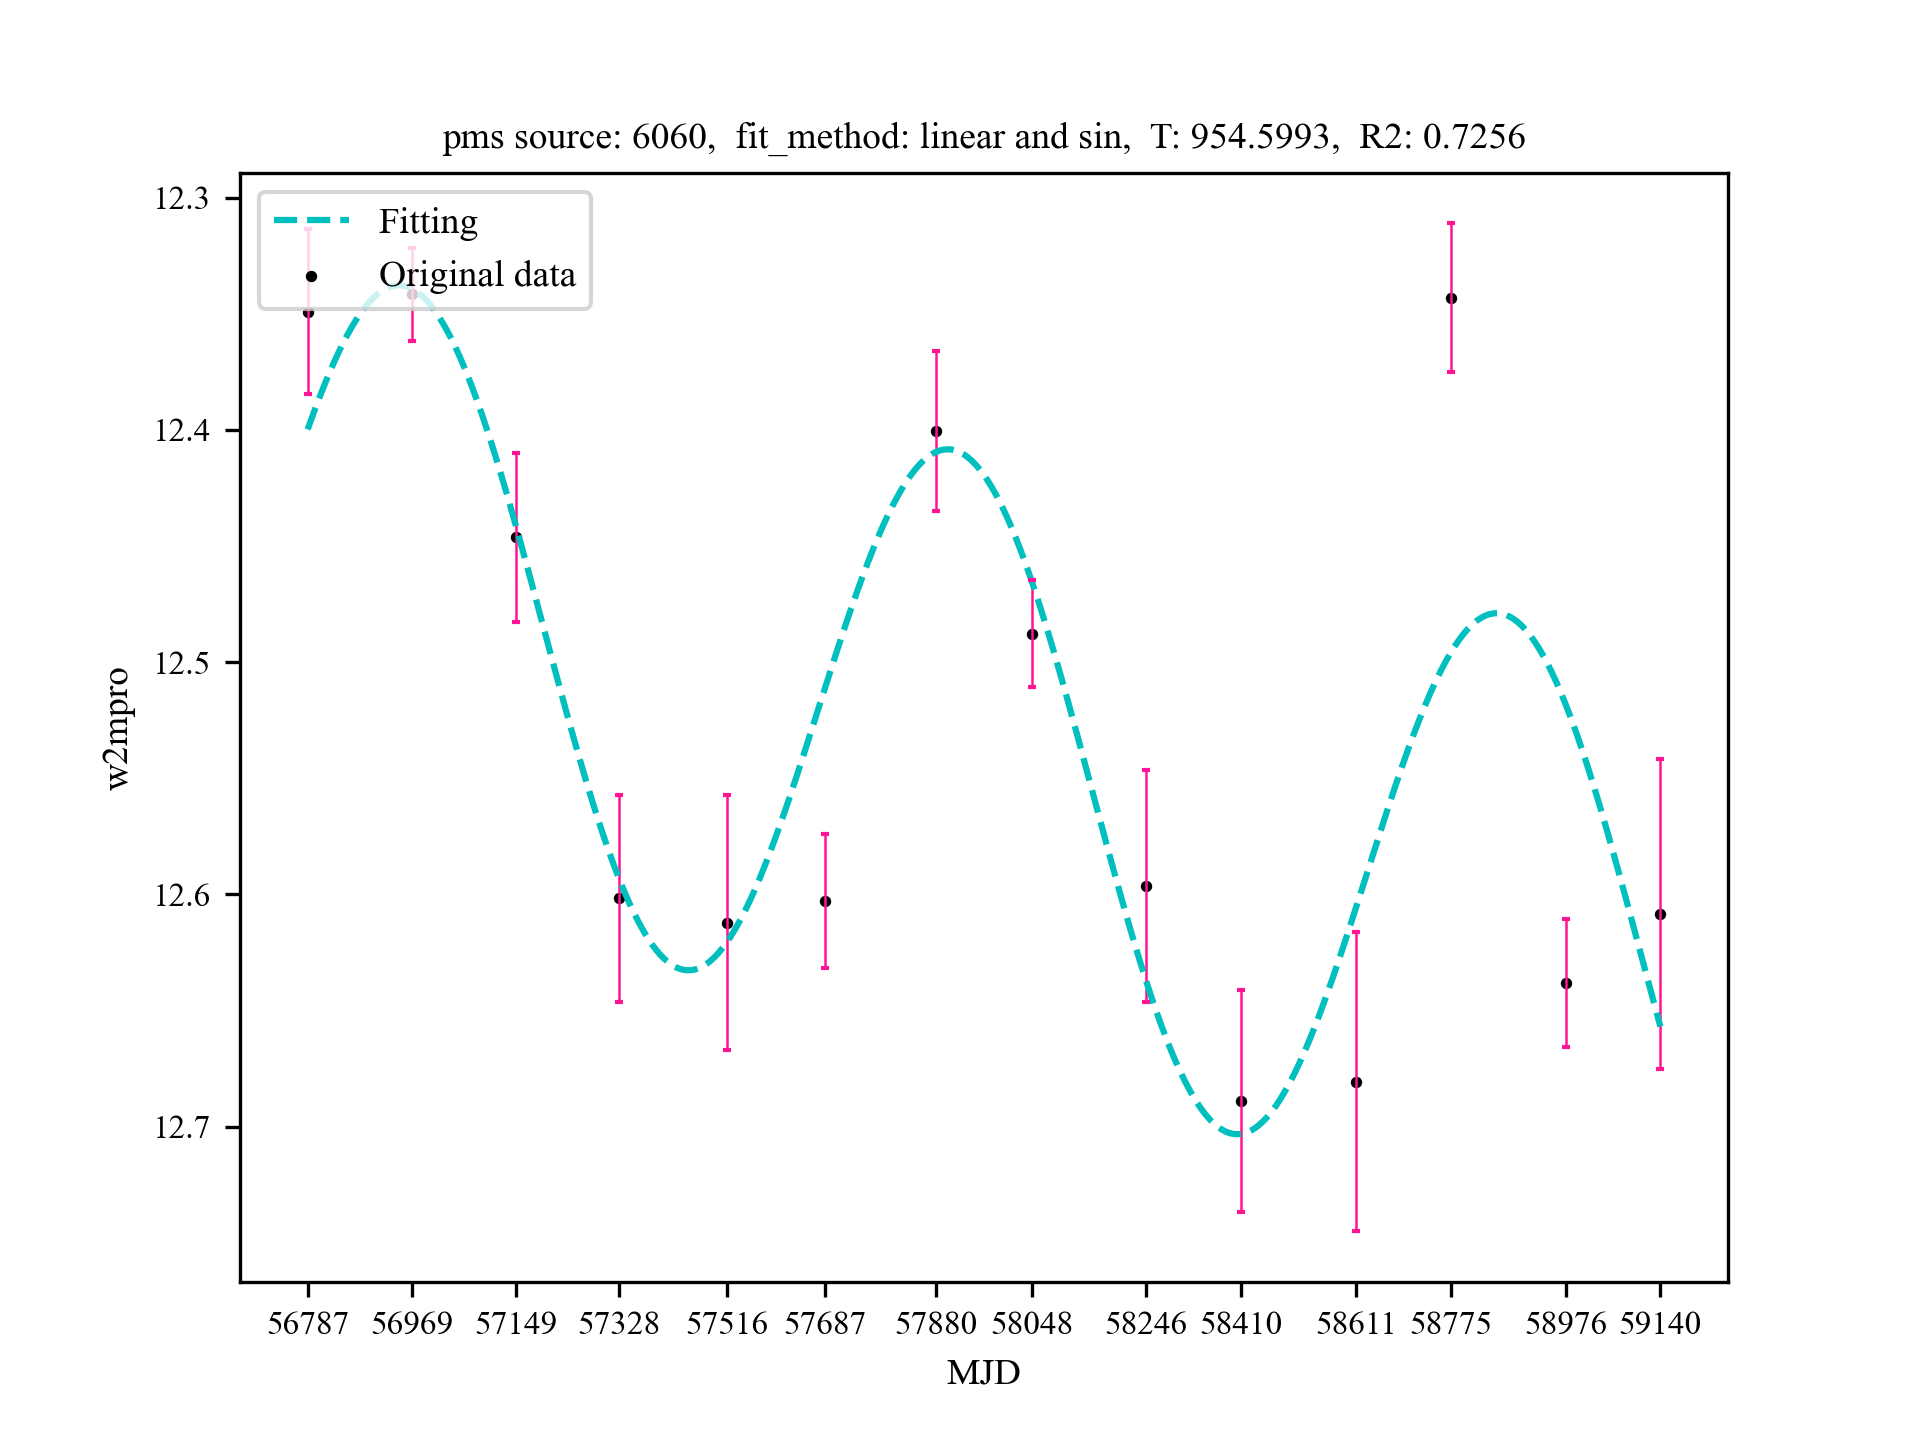 pms source: 6060, fit_method: linear and sin, T: 954.5993, R2: 0.7256
Fitting
Original data
12.3
12.4
12.5
12.6
12.7
w2mpro
56787 56969 57149 57328 57516 57687 57880 58048 58246 58410 58611 58775 58976 59140
MJD